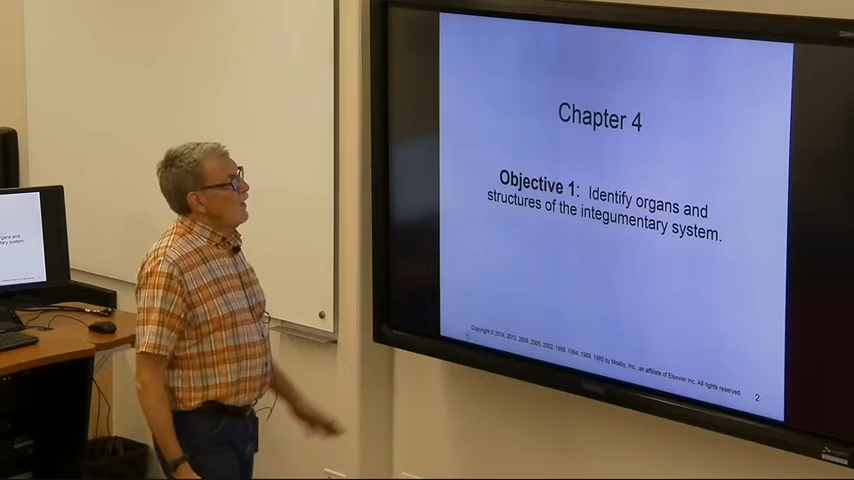 Chapter 4
Objective 1: Identify organs and
structures of the integumentary system.
Copyright © 2014, 2012, 2009, 2005, 2002, 1998, 1994, 1989, 1985 by Mosby, Inc., an affiliate of Elsevier Inc. All rights reserved.
2